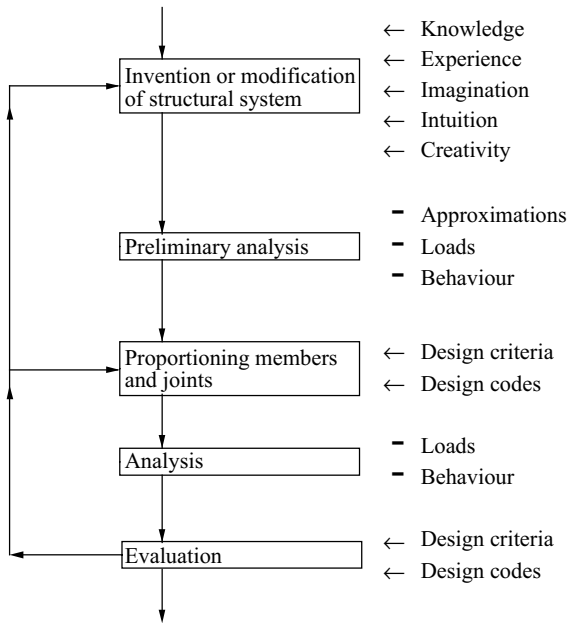 ← Knowledge
Invention or modification ← Experience
of structural system ← Imagination
← Intuition
← Creativity
- Approximations
Preliminary analysis - Loads
- Behaviour
Proportioning members ← Design criteria
and joints ← Design codes
Analysis - Loads
- Behaviour
Evaluation ← Design criteria
← Design codes